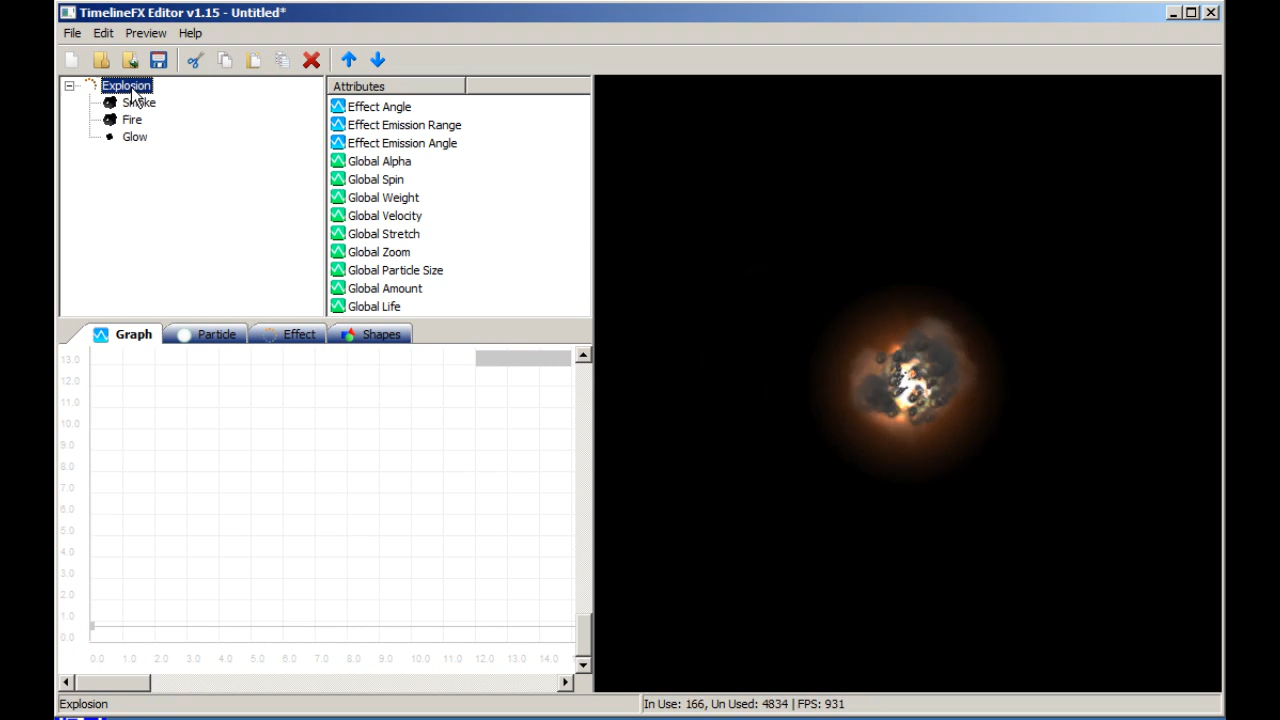 TimelineFX Editor v1.15 - Untitled*
File Edit Preview Help
Explosion
Smoke
Fire
Glow
Attributes
Effect Angle
Effect Emission Range
Effect Emission Angle
Global Alpha
Global Spin
Global Weight
Global Velocity
Global Stretch
Global Zoom
Global Particle Size
Global Amount
Global Life
Graph Particle Effect Shapes
13.0
12.0
11.0
10.0
9.0
8.0
7.0
6.0
5.0
4.0
3.0
2.0
1.0
0.0
0.0 1.0 2.0 3.0 4.0 5.0 6.0 7.0 8.0 9.0 10.0 11.0 12.0 13.0 14.0
Explosion
In Use: 166, Un Used: 4834 | FPS: 931